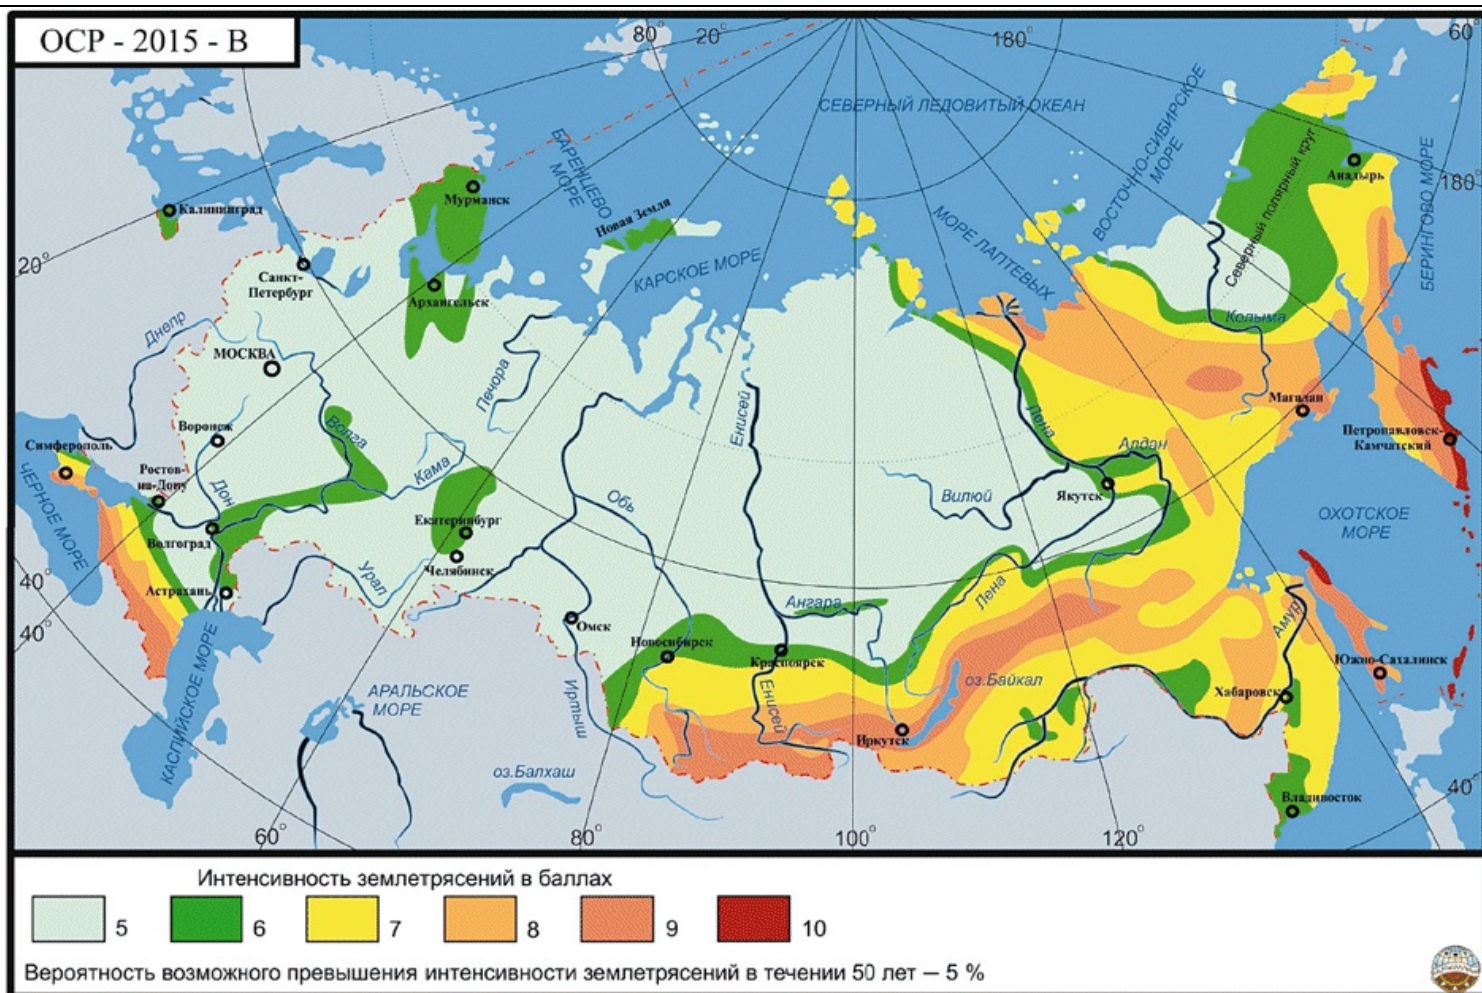 ОСР - 2015 - В
80°
20°
180°
60°
СЕВЕРНЫЙ ЛЕДОВИТЫЙ ОКЕАН
БАРЕНЦЕВО
МОРЕ
ВОСТОЧНО-СИБИРСКОЕ
МОРЕ
Северный полярный круг
Анадырь
180°
БЕРИНГОВО МОРЕ
Мурманск
Калининград
Новая Земля
МОРЕ ЛАПТЕВЫХ
КАРСКОЕ МОРЕ
20°
Санкт-
Петербург
Архангельск
Колыма
Днепр
МОСКВА
Печора
Енисей
Лена
Магадан
Воронеж
Волга
Кама
Алдан
Петропавловск-
Камчатский
Симферополь
ЧЕРНОЕ МОРЕ
Ростов-
на-Дону
Дон
Обь
Вилюй
Якутск
ОХОТСКОЕ
МОРЕ
Екатеринбург
Волгоград
Челябинск
40°
Астрахань
Урал
Ангара
Лена
Амур
40°
Омск
Новосибирск
Красноярск
Южно-Сахалинск
КАСПИЙСКОЕ МОРЕ
АРАЛЬСКОЕ
МОРЕ
Иртыш
Енисей
оз.Байкал
Хабаровск
Иркутск
оз.Балхаш
40°
Владивосток
60°
80°
100°
120°
Интенсивность землетрясений в баллах
5 6 7 8 9 10
Вероятность возможного превышения интенсивности землетрясений в течении 50 лет — 5 %